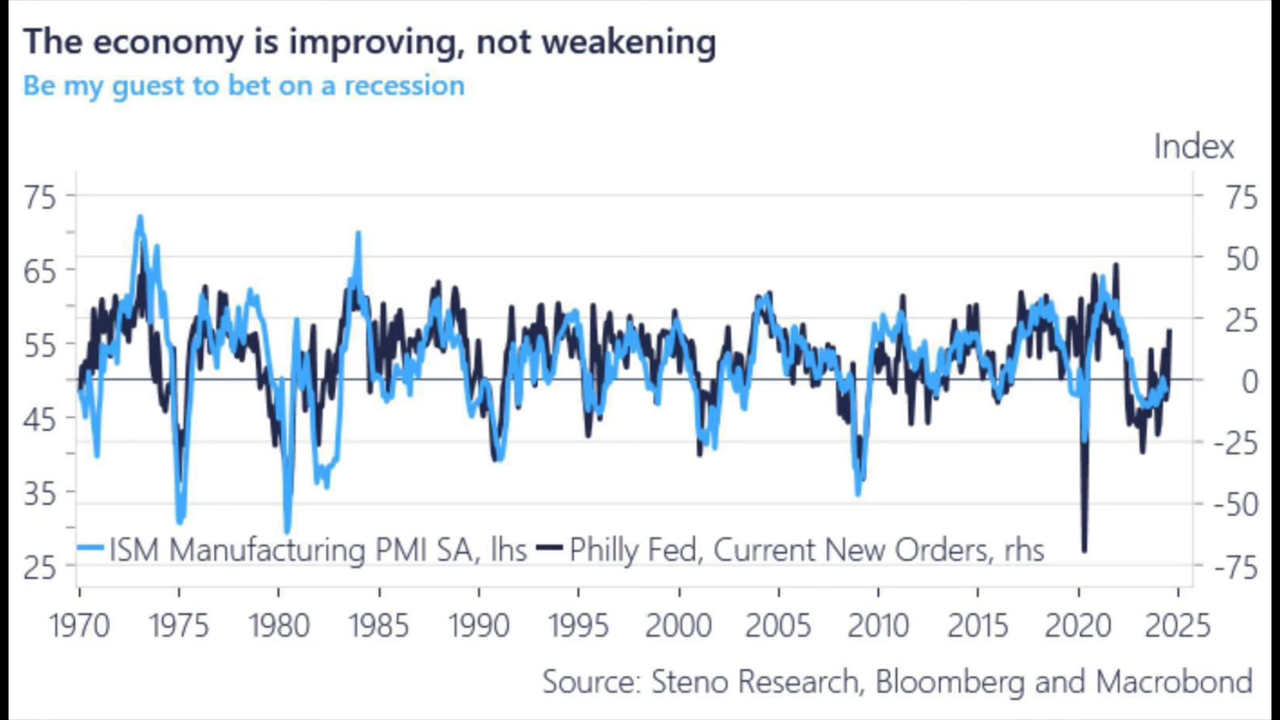 The economy is improving, not weakening
Be my guest to bet on a recession
Index
75 75
65 50
55 25
45 0
35 -25
25 -50
-75
ISM Manufacturing PMI SA, lhs Philly Fed, Current New Orders, rhs
1970 1975 1980 1985 1990 1995 2000 2005 2010 2015 2020 2025
Source: Steno Research, Bloomberg and Macrobond